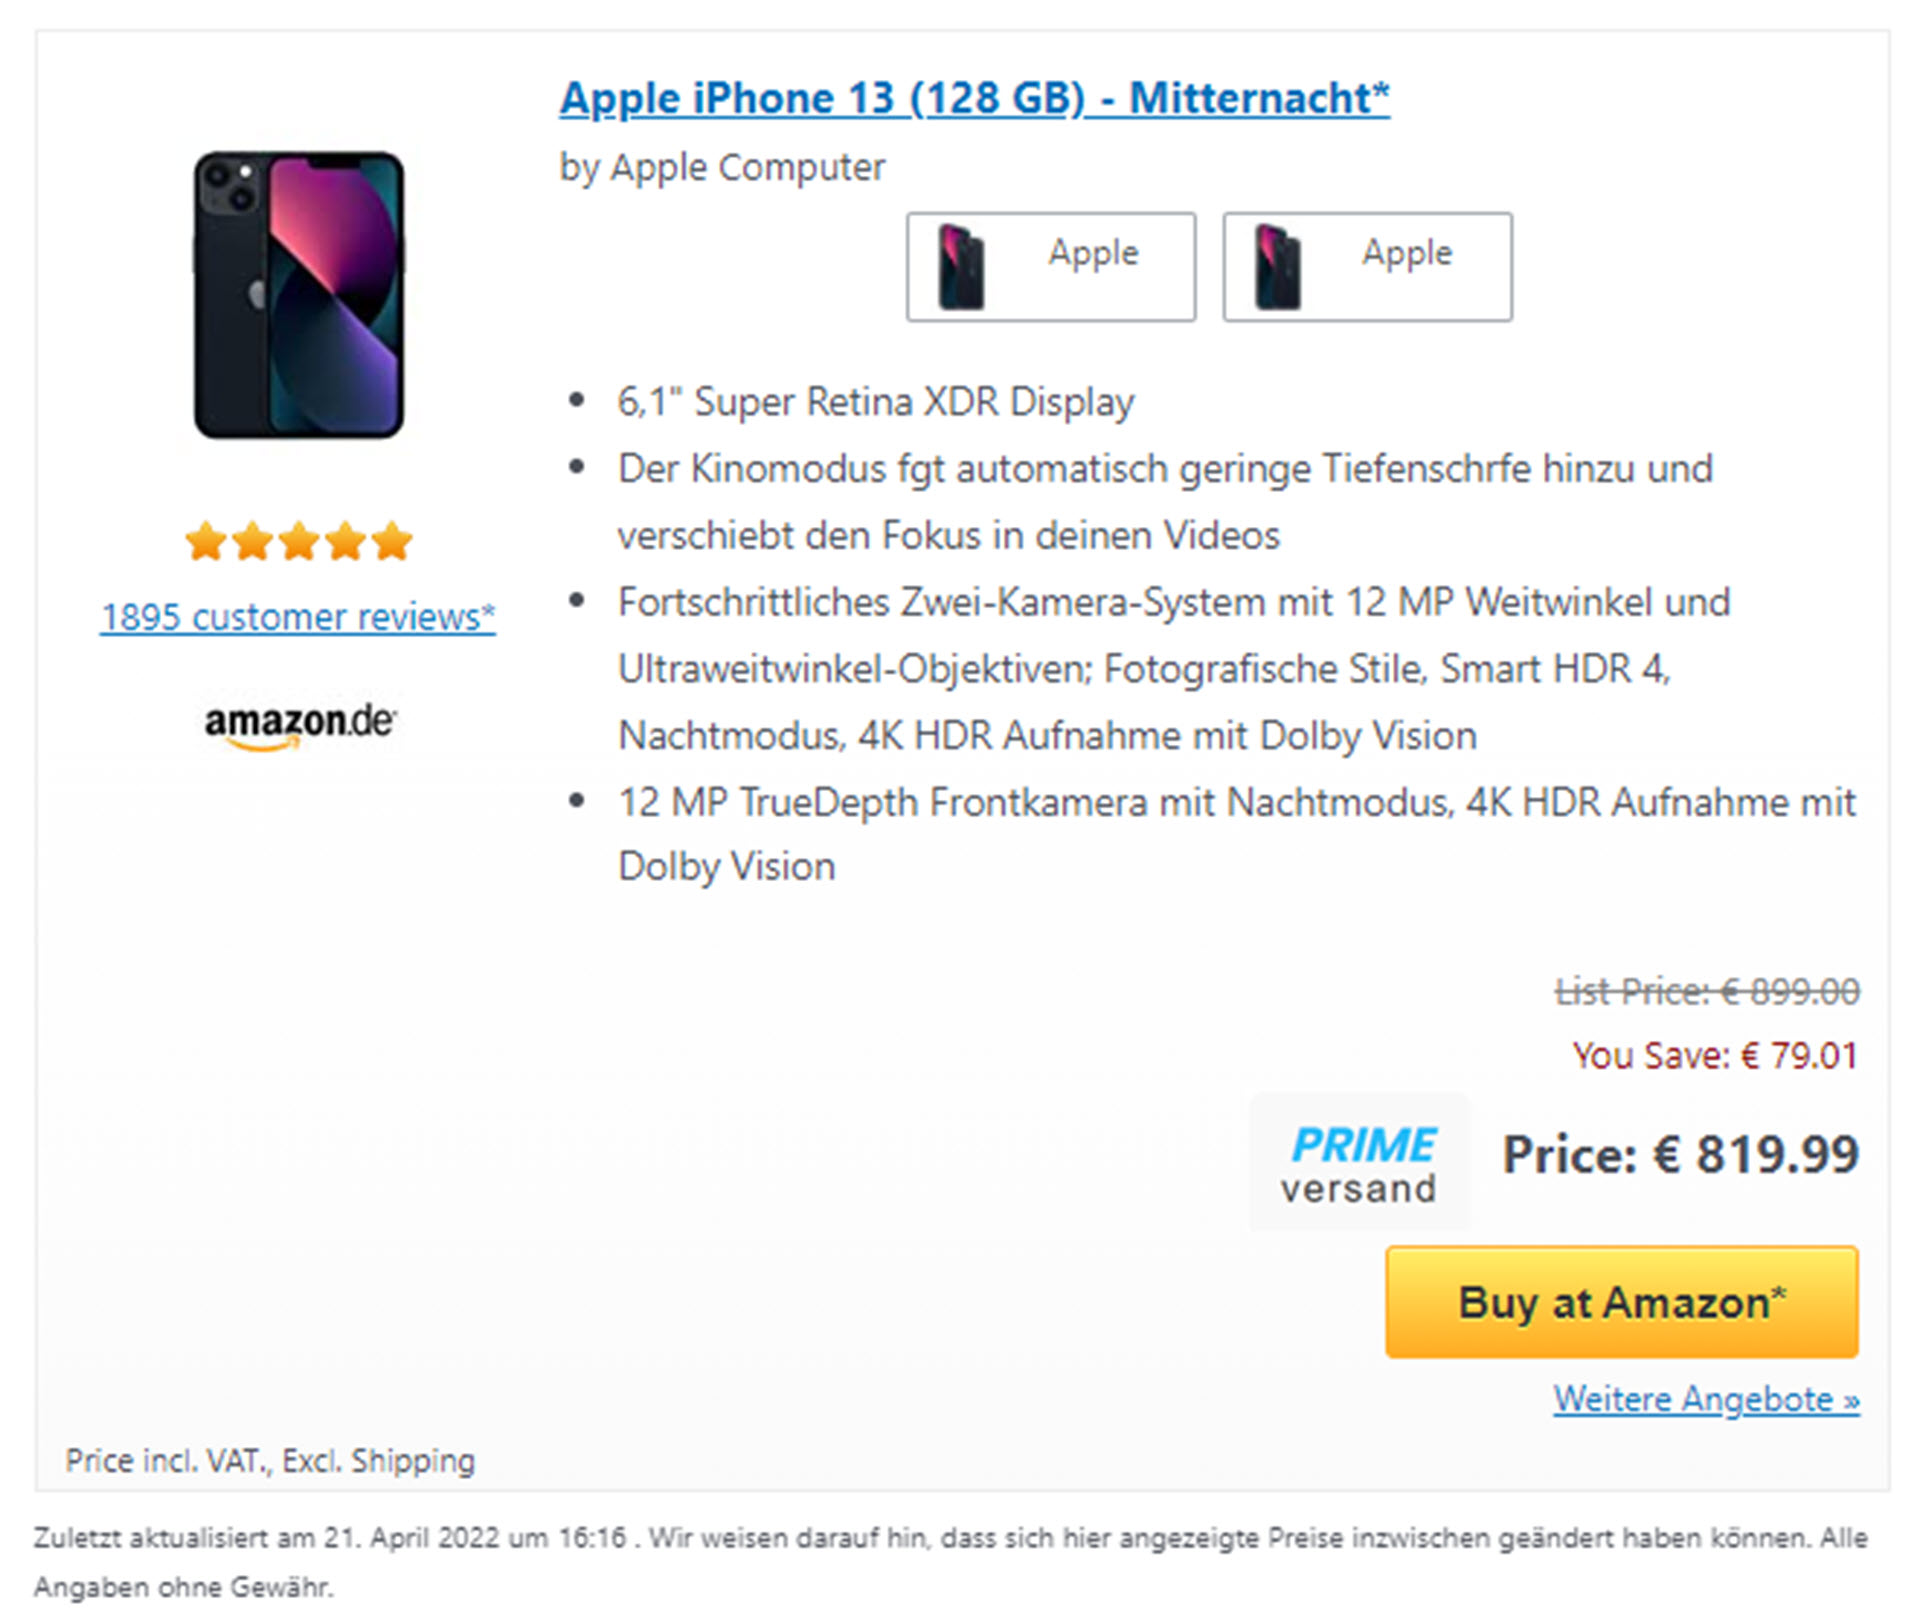 Apple iPhone 13 (128 GB) - Mitternacht*
by Apple Computer
Apple
Apple
1895 customer reviews*
amazon.de
• 6,1" Super Retina XDR Display
• Der Kinomodus fgt automatisch geringe Tiefenschrfe hinzu und
verschiebt den Fokus in deinen Videos
• Fortschrittliches Zwei-Kamera-System mit 12 MP Weitwinkel und
Ultraweitwinkel-Objektiven; Fotografische Stile, Smart HDR 4,
Nachtmodus, 4K HDR Aufnahme mit Dolby Vision
• 12 MP TrueDepth Frontkamera mit Nachtmodus, 4K HDR Aufnahme mit
Dolby Vision
List Price: € 899.00
You Save: € 79.01
PRIME
versand
Price: € 819.99
Buy at Amazon*
Weitere Angebote »
Price incl. VAT., Excl. Shipping
Zuletzt aktualisiert am 21. April 2022 um 16:16 . Wir weisen darauf hin, dass sich hier angezeigte Preise inzwischen geändert haben können. Alle
Angaben ohne Gewähr.